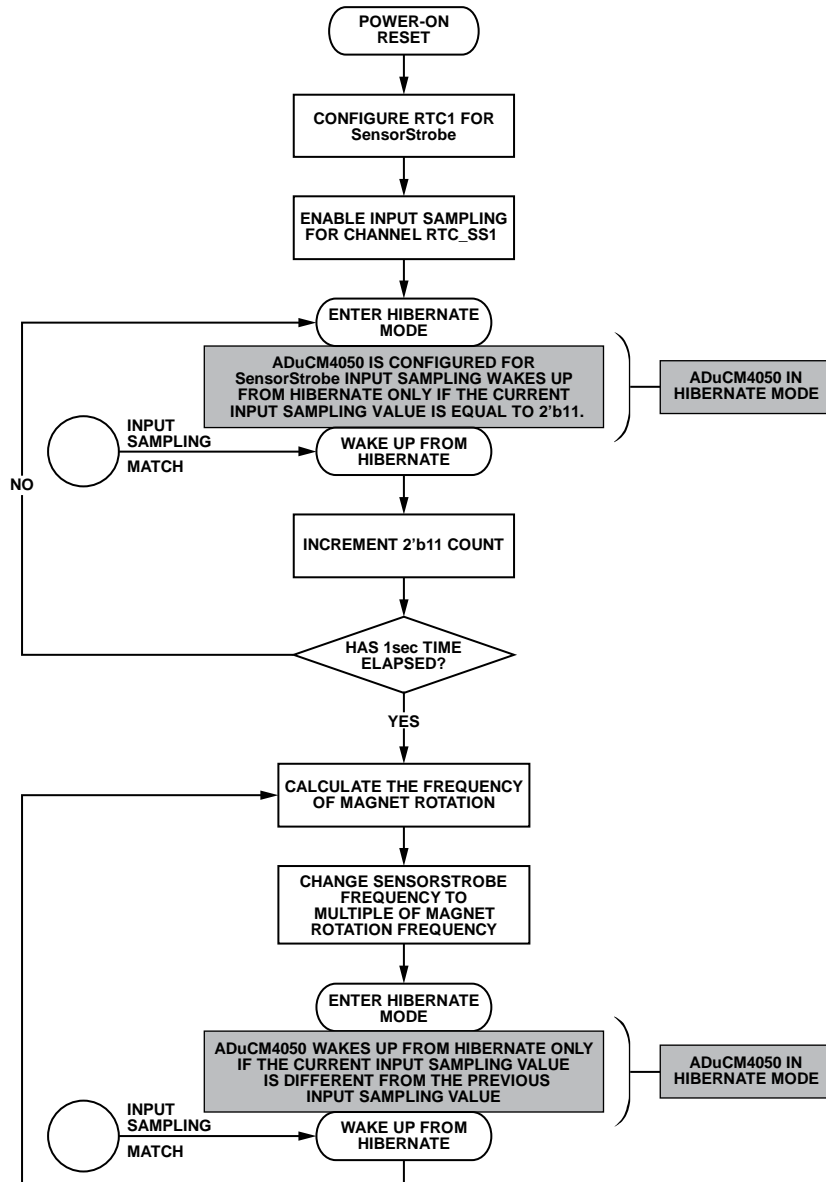 POWER-ON
RESET
CONFIGURE RTC1 FOR
SensorStrobe
ENABLE INPUT SAMPLING
FOR CHANNEL RTC_SS1
ENTER HIBERNATE
MODE
ADuCM4050 IS CONFIGURED FOR
SensorStrobe INPUT SAMPLING WAKES UP
FROM HIBERNATE ONLY IF THE CURRENT
INPUT SAMPLING VALUE IS EQUAL TO 2'b11.
ADuCM4050 IN
HIBERNATE MODE
INPUT
SAMPLING
MATCH
WAKE UP FROM
HIBERNATE
NO
INCREMENT 2'b11 COUNT
HAS 1sec TIME
ELAPSED?
YES
CALCULATE THE FREQUENCY
OF MAGNET ROTATION
CHANGE SENSORSTROBE
FREQUENCY TO
MULTIPLE OF MAGNET
ROTATION FREQUENCY
ENTER HIBERNATE
MODE
ADuCM4050 WAKES UP FROM HIBERNATE ONLY
IF THE CURRENT INPUT SAMPLING VALUE
IS DIFFERENT FROM THE PREVIOUS
INPUT SAMPLING VALUE
ADuCM4050 IN
HIBERNATE MODE
INPUT
SAMPLING
MATCH
WAKE UP FROM
HIBERNATE